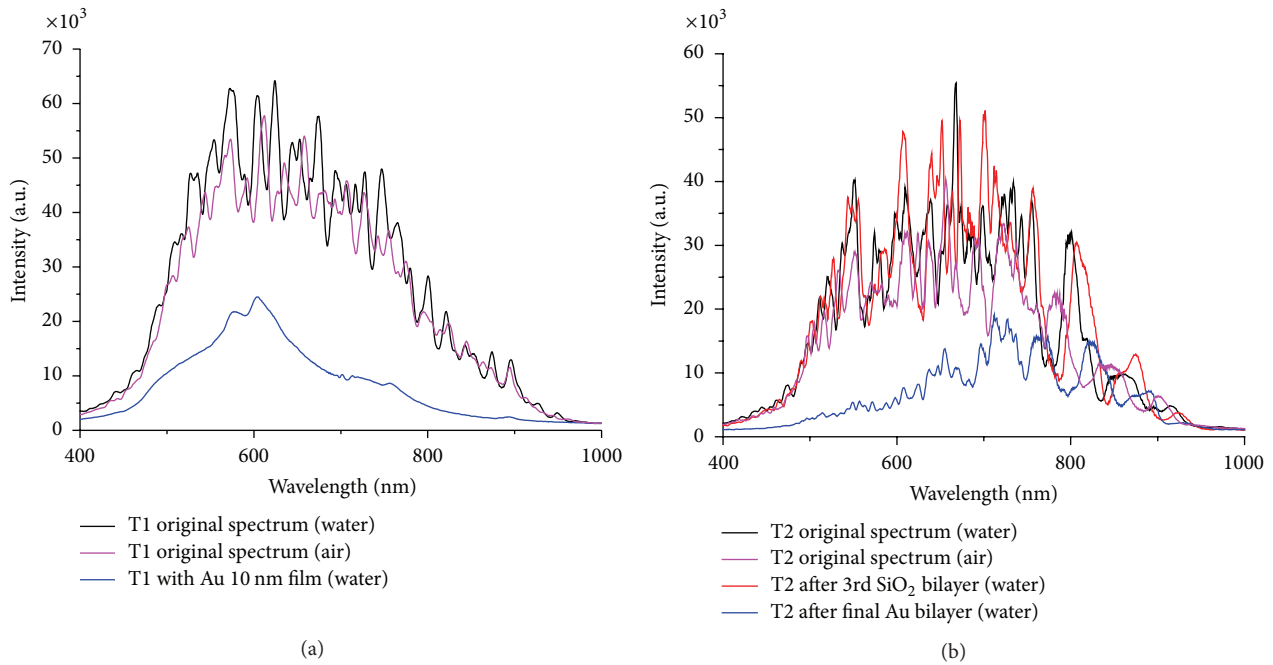 ×10³
70
60
50
40
30
20
10
0
Intensity (a.u.)
400
600
800
1000
Wavelength (nm)
T1 original spectrum (water)
T1 original spectrum (air)
T1 with Au 10 nm film (water)
(a)
×10³
60
50
40
30
20
10
0
Intensity (a.u.)
400
600
800
1000
Wavelength (nm)
T2 original spectrum (water)
T2 original spectrum (air)
T2 after 3rd SiO₂ bilayer (water)
T2 after final Au bilayer (water)
(b)